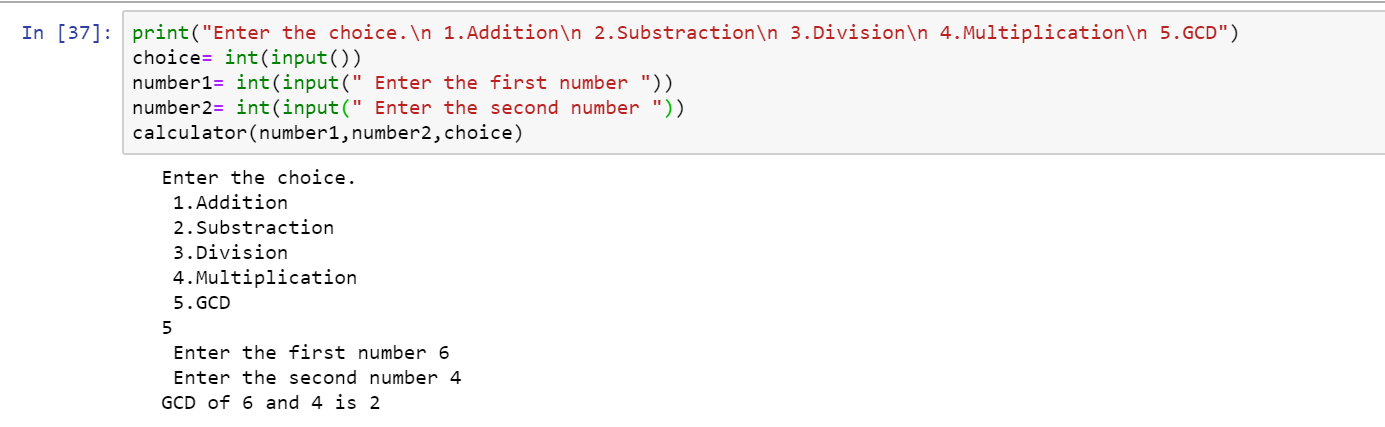 In [37]: print("Enter the choice.\n 1.Addition\n 2.Substraction\n 3.Division\n 4.Multiplication\n 5.GCD")
choice= int(input())
number1= int(input(" Enter the first number "))
number2= int(input(" Enter the second number "))
calculator(number1,number2,choice)
Enter the choice.
 1.Addition
 2.Substraction
 3.Division
 4.Multiplication
 5.GCD
5
 Enter the first number 6
 Enter the second number 4
GCD of 6 and 4 is 2